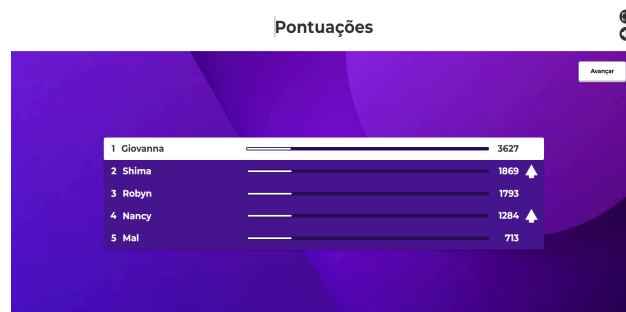 Pontuações
Avançar
1 Giovanna 3627
2 Shima 1869
3 Robyn 1793
4 Nancy 1284
5 Mal 713